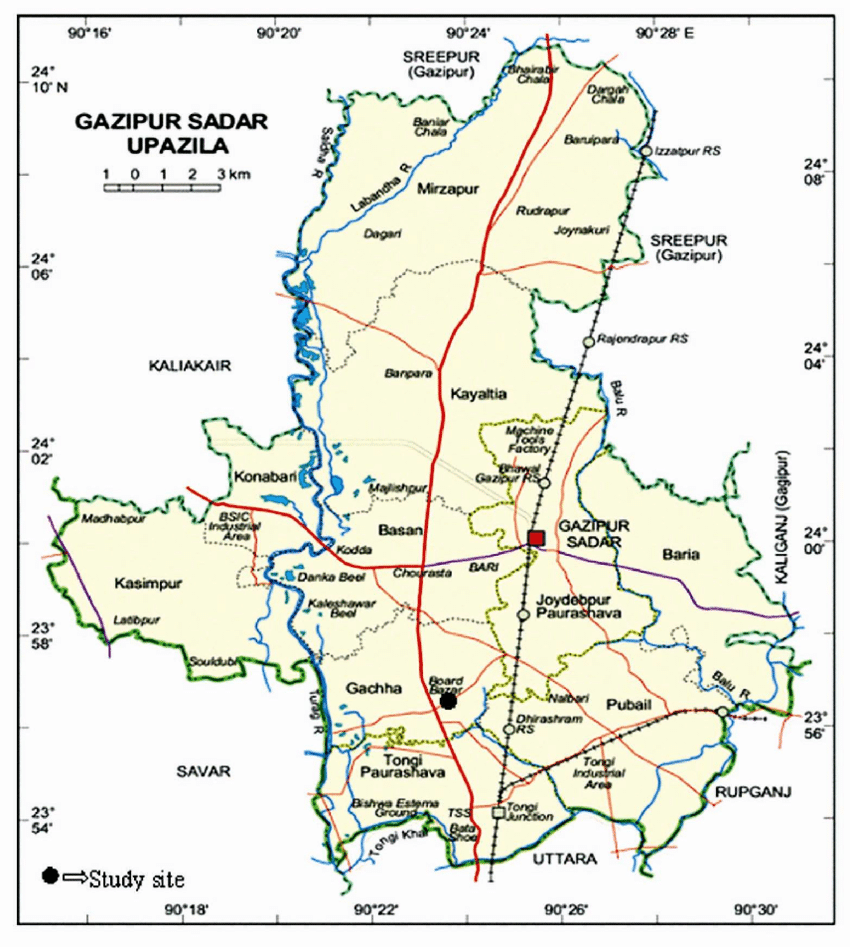 90°16'
90°20'
90°24'
90°28' E
SREEPUR
(Gazipur)
24°
10' N
Bhairabir
Chala
Dargah
Chala
GAZIPUR SADAR
UPAZILA
Baniar
Chala
Baruipara
Izzatpur RS
Saldha R
24°
08'
1 0 1 2 3 km
Labandha R
Mirzapur
Rudrapur
Joynakuri
Dagari
SREEPUR
(Gazipur)
24°
06'
Rajendrapur RS
24°
04'
KALIAKAIR
Banpara
Kayaltia
Balu R
Machine
Tools
Factory
24°
02'
Bhawal
Gazipur RS
Konabari
Majlishpur
KALIGANJ (Gagipur)
Madhabpur
BSIC
Industrial
Area
Basan
GAZIPUR
SADAR
24°
00'
Kodda
Baria
Chourasta
BARI
Kasimpur
Danka Beel
Kaleshawar
Beel
Joydebpur
Paurashava
Latibpur
23°
58'
Souldubi
Board
Bazar
Balu R
Gachha
Nalbari
Pubail
Turag R
Dhirashram
RS
23°
56'
Tongi
Paurashava
SAVAR
Tongi
Industrial
Area
RUPGANJ
Bishwa Estema
Ground
TSS
Tongi
Junction
23°
54'
Bata
Shoe
Tongi Khal
UTTARA
⇨Study site
90°18'
90°22'
90°26'
90°30'